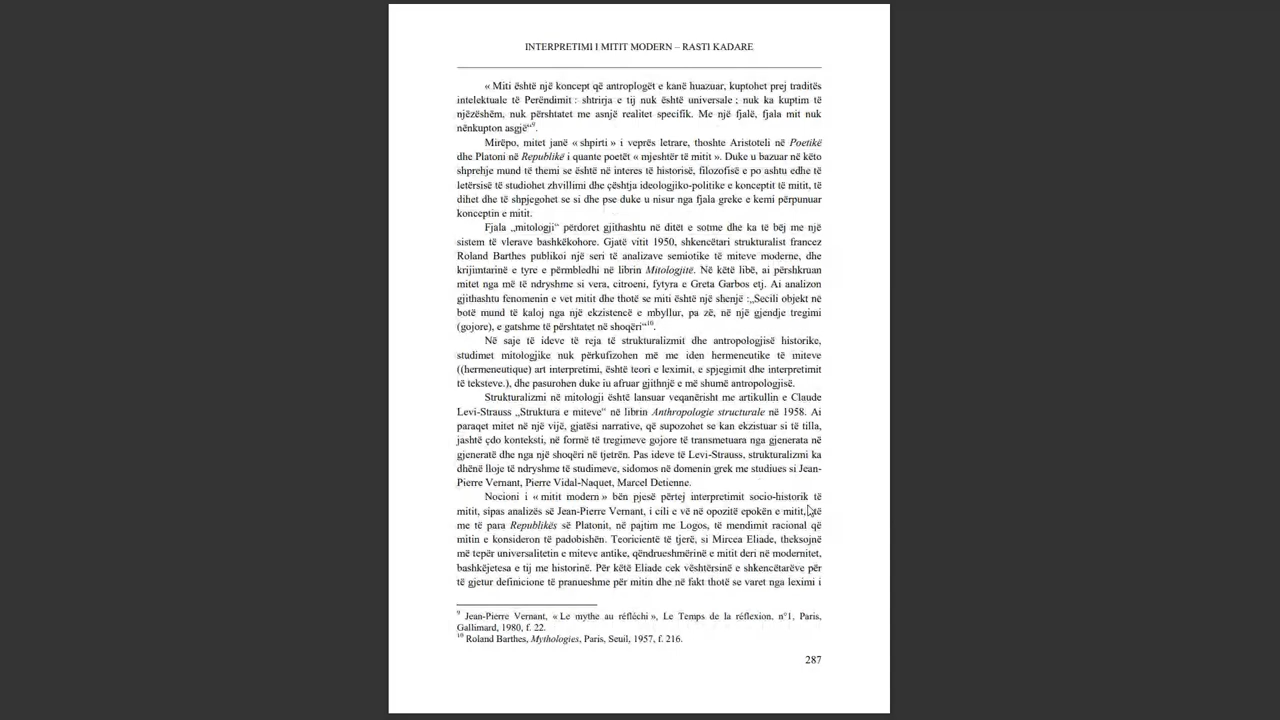 INTERPRETIMI I MITIT MODERN – RASTI KADARE
« Miti është një koncept që antroplogët e kanë huazuar, kuptohet prej traditës
intelektuale të Perëndimit : shtrirja e tij nuk është universale ; nuk ka kuptim të
njëzëshëm, nuk përshtatet me asnjë realitet specifik. Me një fjalë, fjala mit nuk
nënkupton asgjë“⁹.
Mirëpo, mitet janë « shpirti » i veprës letrare, thoshte Aristoteli në Poetikë
dhe Platoni në Republikë i quante poetët « mjeshtër të mitit ». Duke u bazuar në këto
shprehje mund të themi se është në interes të historisë, filozofisë e po ashtu edhe të
letërsisë të studiohet zhvillimi dhe çështja ideologjiko-politike e konceptit të mitit, të
dihet dhe të shpjegohet se si dhe pse duke u nisur nga fjala greke e kemi përpunuar
konceptin e mitit.
Fjala „mitologji“ përdoret gjithashtu në ditët e sotme dhe ka të bëj me një
sistem të vlerave bashkëkohore. Gjatë vitit 1950, shkencëtari strukturalist francez
Roland Barthes publikoi një seri të analizave semiotike të miteve moderne, dhe
krijimtarinë e tyre e përmbledhi në librin Mitologjitë. Në këtë libë, ai përshkruan
mitet nga më të ndryshme si vera, citroeni, fytyra e Greta Garbos etj. Ai analizon
gjithashtu fenomenin e vet mitit dhe thotë se miti është një shenjë :„Secili objekt në
botë mund të kaloj nga një ekzistencë e mbyllur, pa zë, në një gjendje tregimi
(gojore), e gatshme të përshtatet në shoqëri“¹⁰.
Në saje të ideve të reja të strukturalizmit dhe antropologjisë historike,
studimet mitologjike nuk përkufizohen më me iden hermeneutike të miteve
((hermeneutique) art interpretimi, është teori e leximit, e spjegimit dhe interpretimit
të teksteve.), dhe pasurohen duke iu afruar gjithnjë e më shumë antropologjisë.
Strukturalizmi në mitologji është lansuar veqanërisht me artikullin e Claude
Levi-Strauss „Struktura e miteve“ në librin Anthropologie structurale në 1958. Ai
paraqet mitet në një vijë, gjatësi narrative, që supozohet se kan ekzistuar si të tilla,
jashtë çdo konteksti, në formë të tregimeve gojore të transmetuara nga gjenerata në
gjeneratë dhe nga një shoqëri në tjetrën. Pas ideve të Levi-Strauss, strukturalizmi ka
dhënë lloje të ndryshme të studimeve, sidomos në domenin grek me studiues si Jean-
Pierre Vernant, Pierre Vidal-Naquet, Marcel Detienne.
Nocioni i « mitit modern » bën pjesë përtej interpretimit socio-historik të
mitit, sipas analizës së Jean-Pierre Vernant, i cili e vë në opozitë epokën e mitit, të
me të para Republikës së Platonit, në pajtim me Logos, të mendimit racional që
mitin e konsideron të padobishën. Teoricientë të tjerë, si Mircea Eliade, theksojnë
më tepër universalitetin e miteve antike, qëndrueshmërinë e mitit deri në modernitet,
bashkëjetesa e tij me historinë. Për këtë Eliade cek vështërsinë e shkencëtarëve për
të gjetur definicione të pranueshme për mitin dhe në fakt thotë se varet nga leximi i
⁹ Jean-Pierre Vernant, « Le mythe au réfléchi », Le Temps de la réflexion, n°1, Paris,
Gallimard, 1980, f. 22.
¹⁰ Roland Barthes, Mythologies, Paris, Seuil, 1957, f. 216.
287